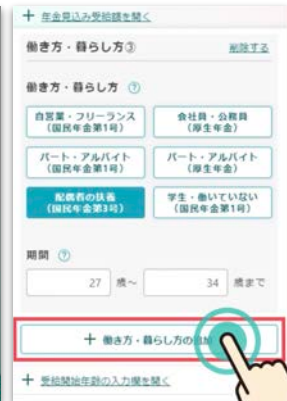 ＋ 年金見込み受給額を開く
働き方・暮らし方③ 削除する
働き方・暮らし方 ?
自営業・フリーランス
（国民年金第1号）
会社員・公務員
（厚生年金）
パート・アルバイト
（国民年金第1号）
パート・アルバイト
（厚生年金）
配偶者の扶養
（国民年金第3号）
学生・働いていない
（国民年金第1号）
期間 ?
27 歳～ 34 歳まで
＋ 働き方・暮らし方の追加
＋ 受給開始年齢の入力欄を開く